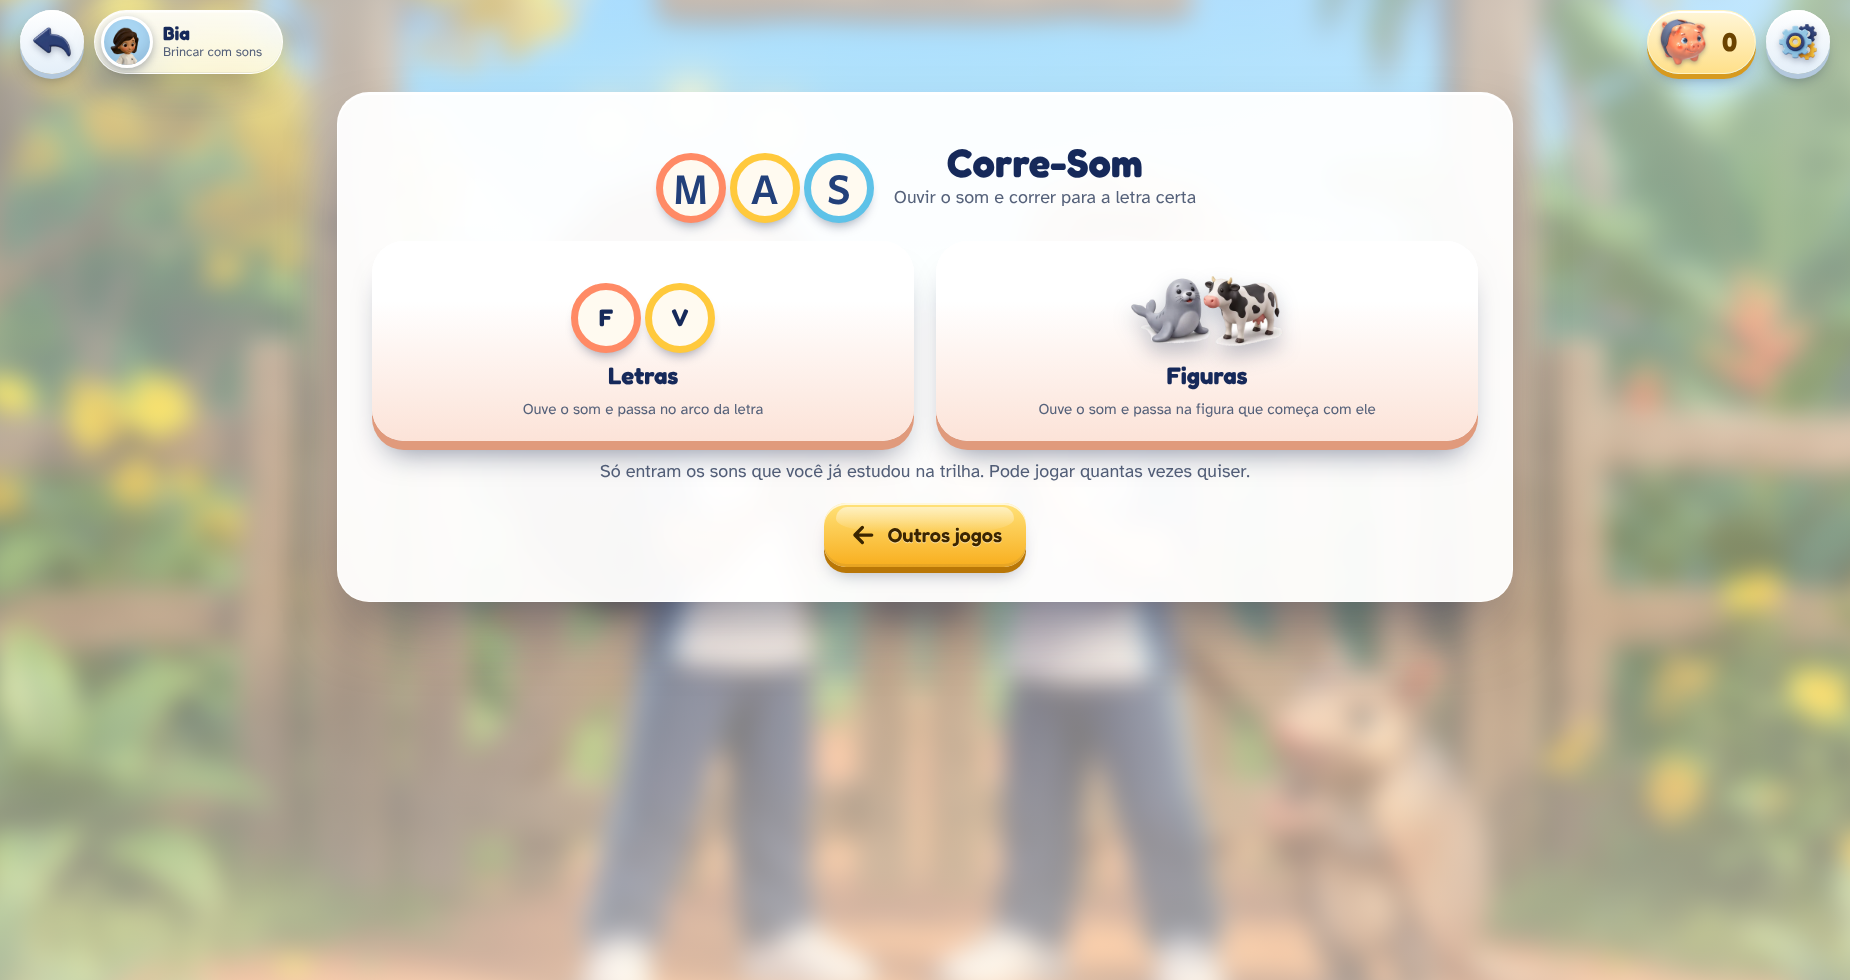 Bia
Brincar com sons
0
M A S
Corre-Som
Ouvir o som e correr para a letra certa
F V
Letras
Ouve o som e passa no arco da letra
Figuras
Ouve o som e passa na figura que começa com ele
Só entram os sons que você já estudou na trilha. Pode jogar quantas vezes quiser.
Outros jogos